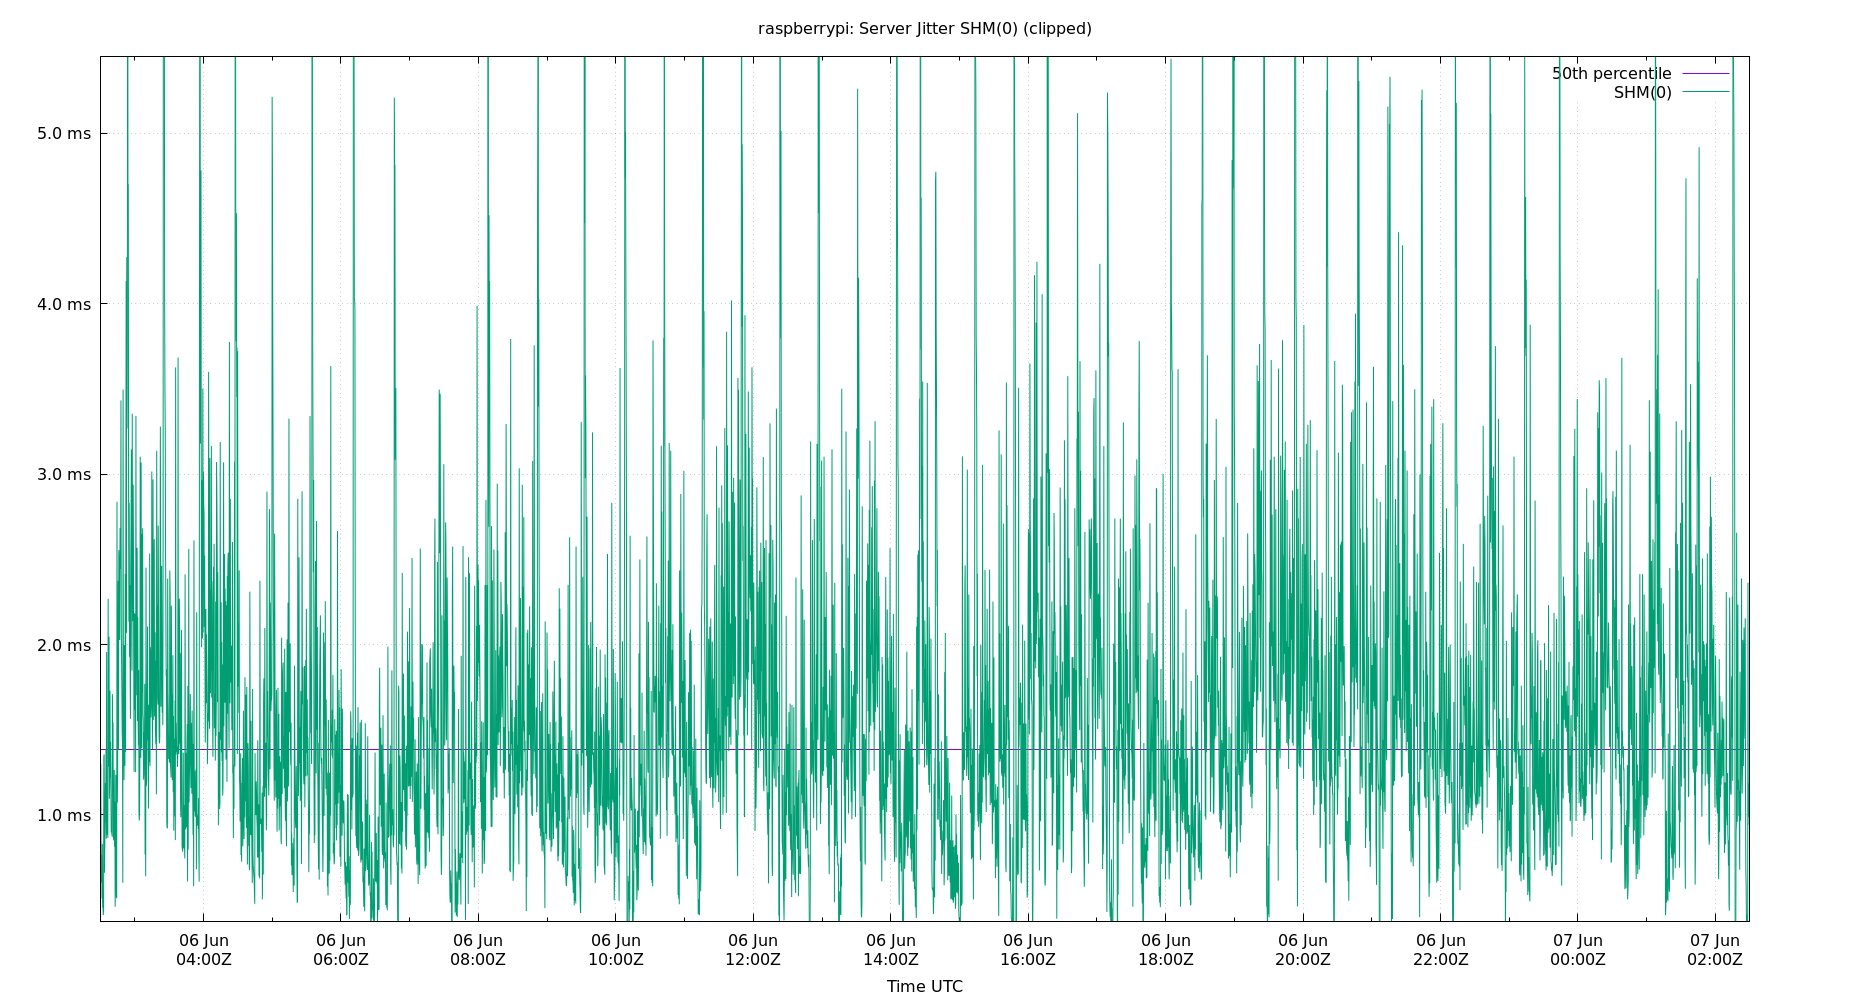 raspberrypi: Server Jitter SHM(0) (clipped)
50th percentile
SHM(0)
5.0 ms
4.0 ms
3.0 ms
2.0 ms
1.0 ms
06 Jun 06 Jun 06 Jun 06 Jun 06 Jun 06 Jun 06 Jun 06 Jun 06 Jun 06 Jun 07 Jun 07 Jun
04:00Z 06:00Z 08:00Z 10:00Z 12:00Z 14:00Z 16:00Z 18:00Z 20:00Z 22:00Z 00:00Z 02:00Z
Time UTC